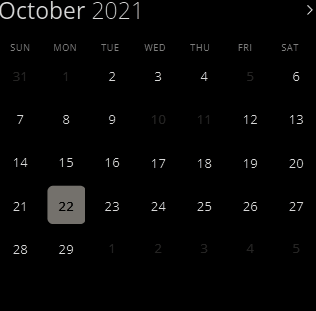 October 2021
SUN MON TUE WED THU FRI SAT
31 1 2 3 4 5 6
7 8 9 10 11 12 13
14 15 16 17 18 19 20
21 22 23 24 25 26 27
28 29 1 2 3 4 5